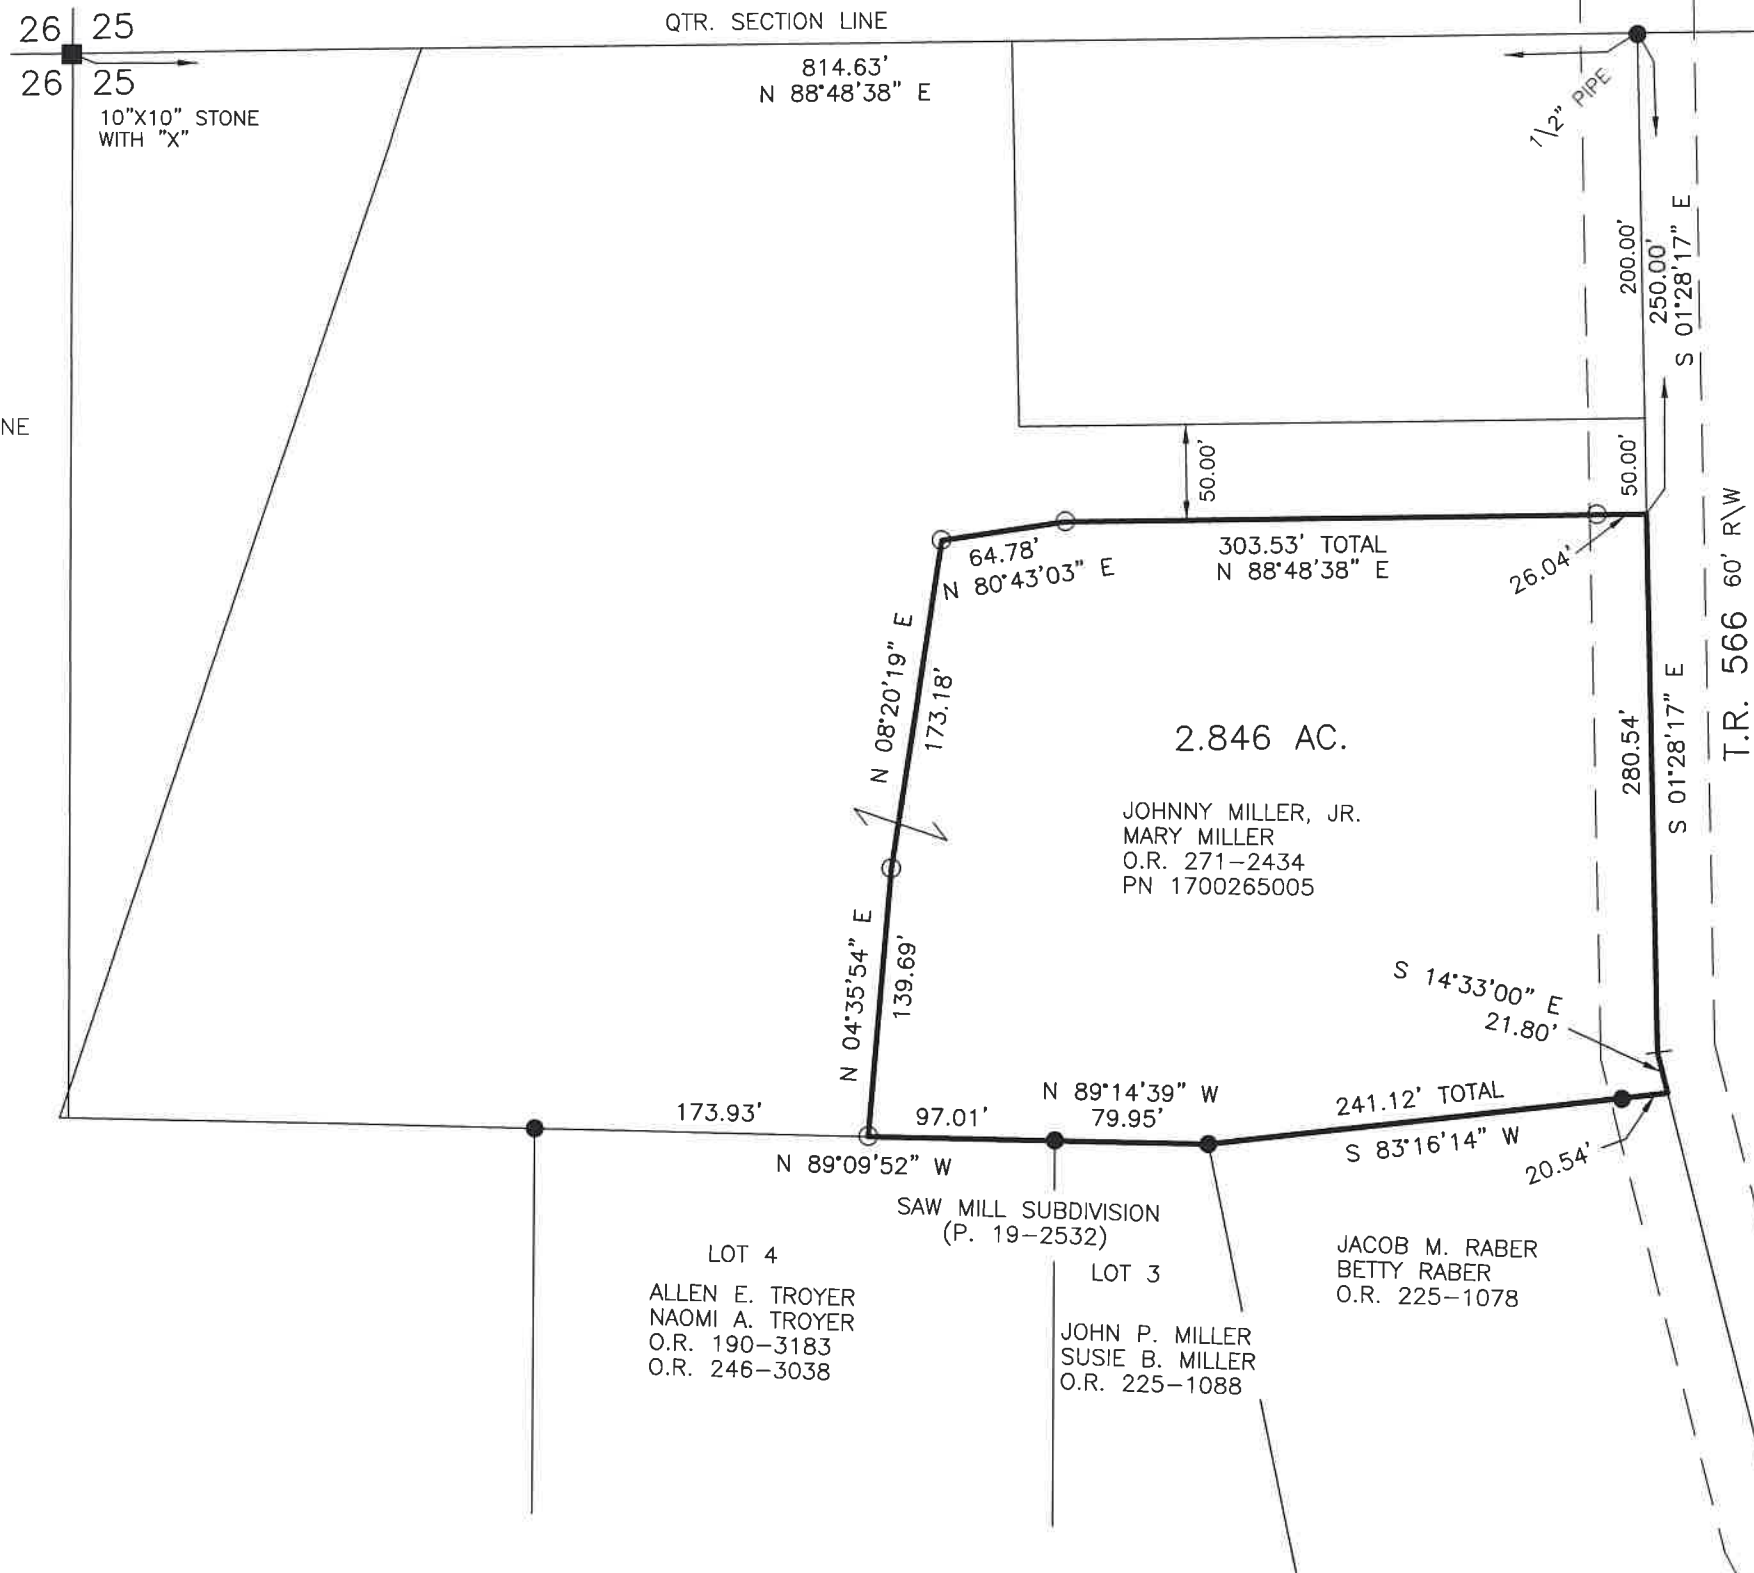 26 25
QTR. SECTION LINE
26 25
10"X10" STONE
WITH "X"
814.63'
N 88°48'38" E
1\2" PIPE
200.00'
250.00'
S 01°28'17" E
NE
50.00'
50.00'
64.78'
N 80°43'03" E
303.53' TOTAL
N 88°48'38" E
26.04'
T.R. 566 60' R\W
N 08°20'19" E
173.18'
2.846 AC.
280.54'
S 01°28'17" E
JOHNNY MILLER, JR.
MARY MILLER
O.R. 271-2434
PN 1700265005
N 04°35'54" E
139.69'
S 14°33'00" E
21.80'
173.93'
97.01'
N 89°14'39" W
79.95'
241.12' TOTAL
S 83°16'14" W
20.54'
N 89°09'52" W
SAW MILL SUBDIVISION
(P. 19-2532)
LOT 4
ALLEN E. TROYER
NAOMI A. TROYER
O.R. 190-3183
O.R. 246-3038
LOT 3
JOHN P. MILLER
SUSIE B. MILLER
O.R. 225-1088
JACOB M. RABER
BETTY RABER
O.R. 225-1078